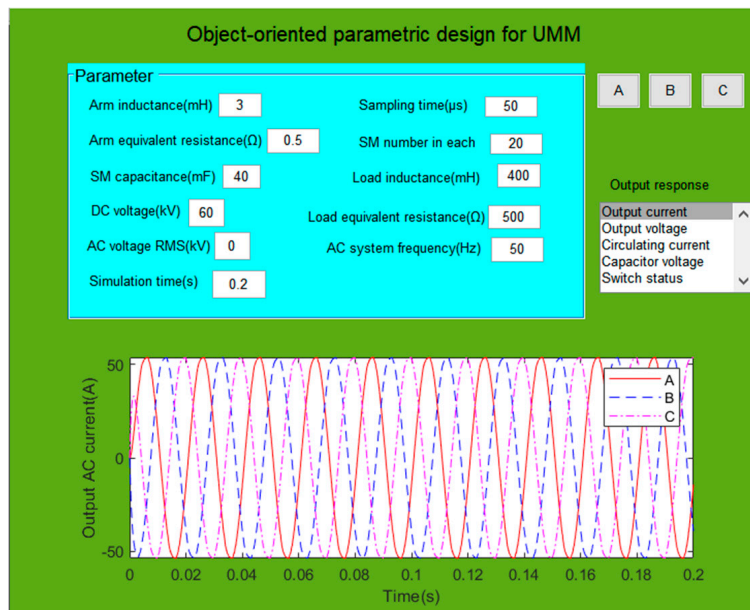 Object-oriented parametric design for UMM
Parameter
Arm inductance(mH) 3
Sampling time(μs) 50
Arm equivalent resistance(Ω) 0.5
SM number in each 20
SM capacitance(mF) 40
Load inductance(mH) 400
DC voltage(kV) 60
Load equivalent resistance(Ω) 500
AC voltage RMS(kV) 0
AC system frequency(Hz) 50
Simulation time(s) 0.2
A B C
Output response
Output current
Output voltage
Circulating current
Capacitor voltage
Switch status
Output AC current(A)
50
0
-50
A
B
C
0 0.02 0.04 0.06 0.08 0.1 0.12 0.14 0.16 0.18 0.2
Time(s)